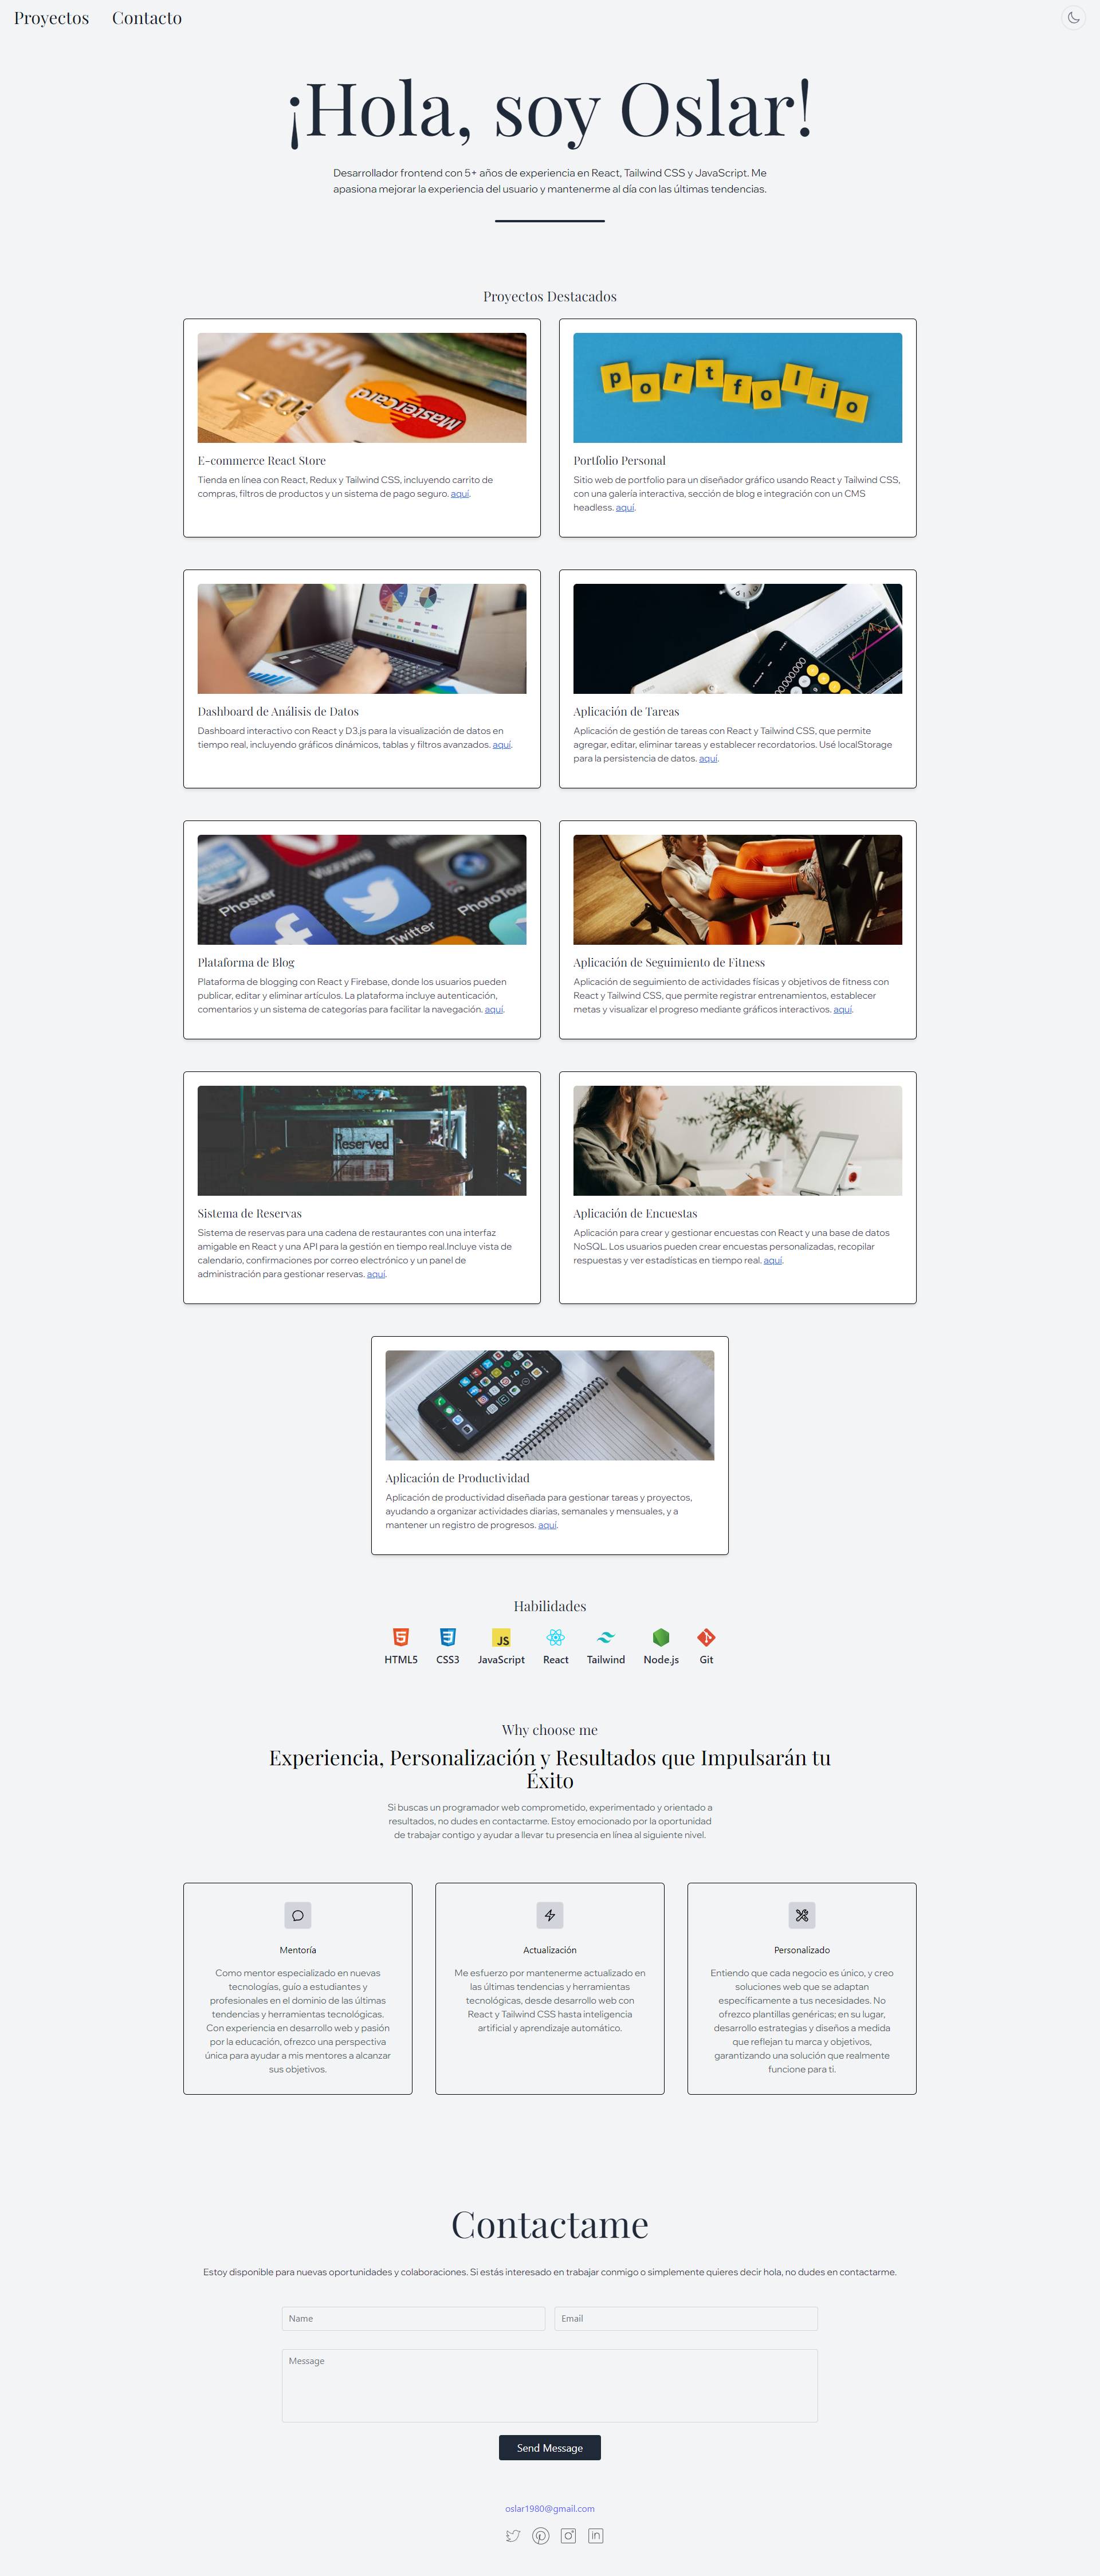 Proyectos Contacto
¡Hola, soy Oslar!
Desarrollador frontend con 5+ años de experiencia en React, Tailwind CSS y JavaScript. Me
apasiona mejorar la experiencia del usuario y mantenerme al día con las últimas tendencias.
Proyectos Destacados
VISA
MasterCard
E-commerce React Store
Tienda en línea con React, Redux y Tailwind CSS, incluyendo carrito de
compras, filtros de productos y un sistema de pago seguro. aquí.
portfolio
Portfolio Personal
Sitio web de portfolio para un diseñador gráfico usando React y Tailwind CSS,
con una galería interactiva, sección de blog e integración con un CMS
headless. aquí.
Dashboard de Análisis de Datos
Dashboard interactivo con React y D3.js para la visualización de datos en
tiempo real, incluyendo gráficos dinámicos, tablas y filtros avanzados. aquí.
Aplicación de Tareas
Aplicación de gestión de tareas con React y Tailwind CSS, que permite
agregar, editar, eliminar tareas y establecer recordatorios. Usé localStorage
para la persistencia de datos. aquí.
Phoster
Facebook
Twitter
PhotoToa
Plataforma de Blog
Plataforma de blogging con React y Firebase, donde los usuarios pueden
publicar, editar y eliminar artículos. La plataforma incluye autenticación,
comentarios y un sistema de categorías para facilitar la navegación. aquí.
Aplicación de Seguimiento de Fitness
Aplicación de seguimiento de actividades físicas y objetivos de fitness con
React y Tailwind CSS, que permite registrar entrenamientos, establecer
metas y visualizar el progreso mediante gráficos interactivos. aquí.
Reserved
Sistema de Reservas
Sistema de reservas para una cadena de restaurantes con una interfaz
amigable en React y una API para la gestión en tiempo real.Incluye vista de
calendario, confirmaciones por correo electrónico y un panel de
administración para gestionar reservas. aquí.
Aplicación de Encuestas
Aplicación para crear y gestionar encuestas con React y una base de datos
NoSQL. Los usuarios pueden crear encuestas personalizadas, recopilar
respuestas y ver estadísticas en tiempo real. aquí.
Aplicación de Productividad
Aplicación de productividad diseñada para gestionar tareas y proyectos,
ayudando a organizar actividades diarias, semanales y mensuales, y a
mantener un registro de progresos. aquí.
Habilidades
JS
HTML5 CSS3 JavaScript React Tailwind Node.js Git
Why choose me
Experiencia, Personalización y Resultados que Impulsarán tu
Éxito
Si buscas un programador web comprometido, experimentado y orientado a
resultados, no dudes en contactarme. Estoy emocionado por la oportunidad
de trabajar contigo y ayudar a llevar tu presencia en línea al siguiente nivel.
Mentoría
Como mentor especializado en nuevas
tecnologías, guío a estudiantes y
profesionales en el dominio de las últimas
tendencias y herramientas tecnológicas.
Con experiencia en desarrollo web y pasión
por la educación, ofrezco una perspectiva
única para ayudar a mis mentores a alcanzar
sus objetivos.
Actualización
Me esfuerzo por mantenerme actualizado en
las últimas tendencias y herramientas
tecnológicas, desde desarrollo web con
React y Tailwind CSS hasta inteligencia
artificial y aprendizaje automático.
Personalizado
Entiendo que cada negocio es único, y creo
soluciones web que se adaptan
específicamente a tus necesidades. No
ofrezco plantillas genéricas; en su lugar,
desarrollo estrategias y diseños a medida
que reflejan tu marca y objetivos,
garantizando una solución que realmente
funcione para ti.
Contactame
Estoy disponible para nuevas oportunidades y colaboraciones. Si estás interesado en trabajar conmigo o simplemente quieres decir hola, no dudes en contactarme.
Name
Email
Message
Send Message
oslar1980@gmail.com